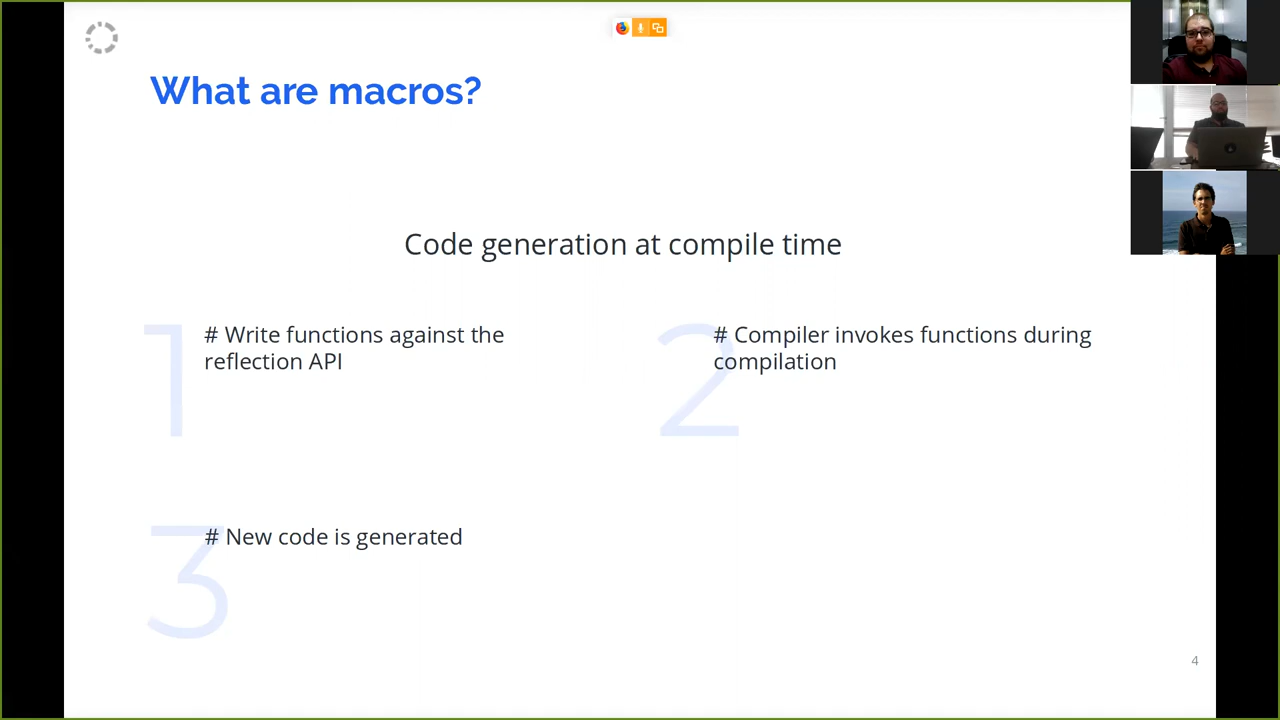 What are macros?
Code generation at compile time
1
# Write functions against the
reflection API
2
# Compiler invokes functions during
compilation
3
# New code is generated
4